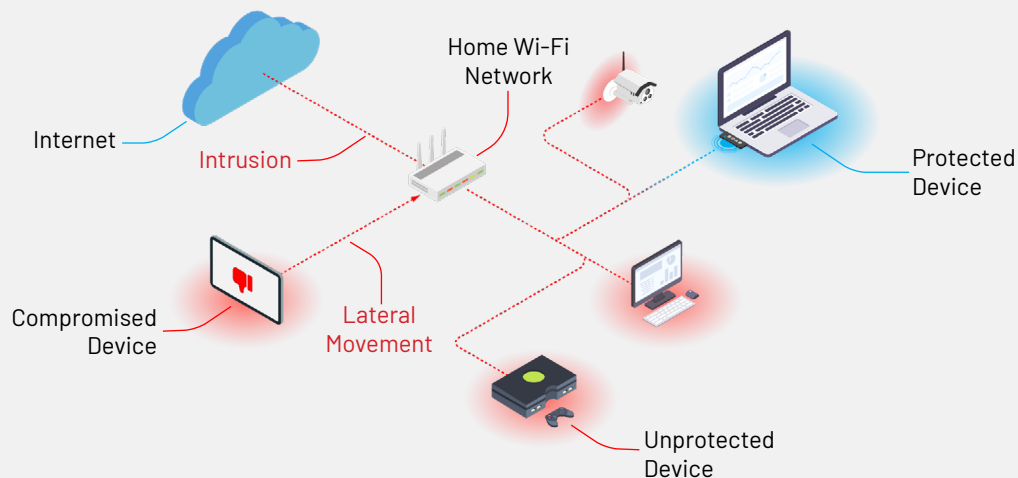 Home Wi-Fi
Network
Internet
Intrusion
Protected
Device
Compromised
Device
Lateral
Movement
Unprotected
Device